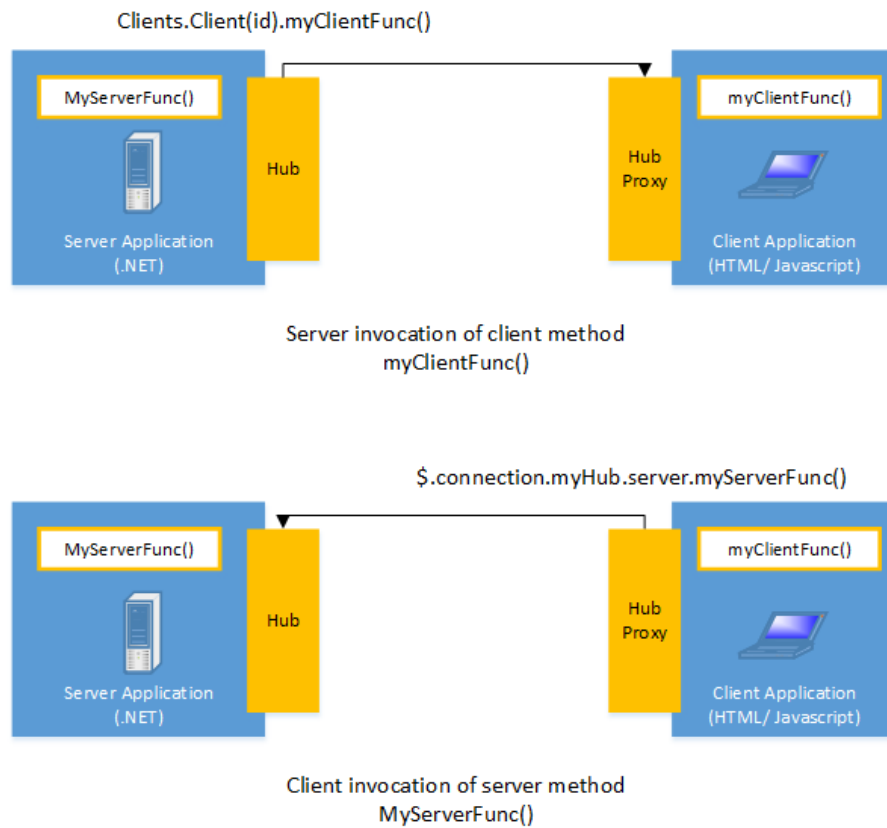 Clients.Client(id).myClientFunc()
MyServerFunc()
Hub
Server Application
(.NET)
Hub
Proxy
myClientFunc()
Client Application
(HTML/ Javascript)
Server invocation of client method
myClientFunc()
$.connection.myHub.server.myServerFunc()
MyServerFunc()
Hub
Server Application
(.NET)
Hub
Proxy
myClientFunc()
Client Application
(HTML/ Javascript)
Client invocation of server method
MyServerFunc()